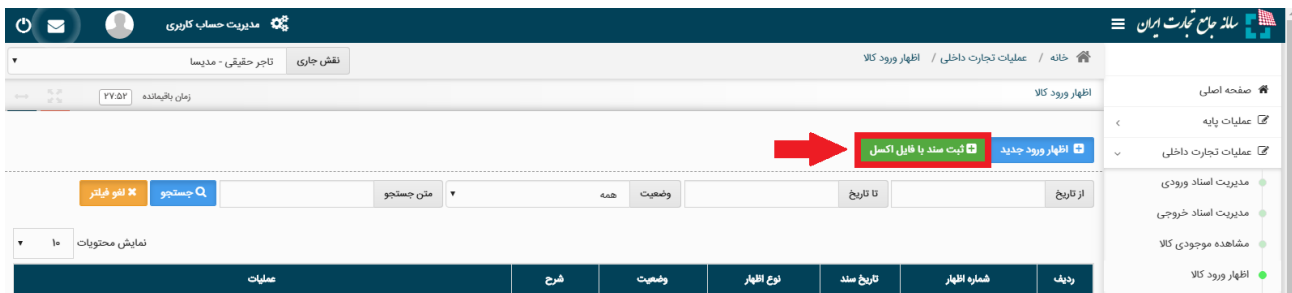 سامانه جامع تجارت ایران
مدیریت حساب کاربری
خانه / عملیات تجارت داخلی / اظهار ورود کالا
نقش جاری
تاجر حقیقی - مدیسا
اظهار ورود کالا
زمان باقیمانده ۲۷:۵۲
صفحه اصلی
عملیات پایه
عملیات تجارت داخلی
مدیریت اسناد ورودی
مدیریت اسناد خروجی
مشاهده موجودی کالا
اظهار ورود کالا
اظهار ورود جدید
ثبت سند با فایل اکسل
از تاریخ
تا تاریخ
وضعیت
همه
متن جستجو
جستجو
لغو فیلتر
نمایش محتویات ۱۰
ردیف شماره اظهار تاریخ سند نوع اظهار وضعیت شرح عملیات